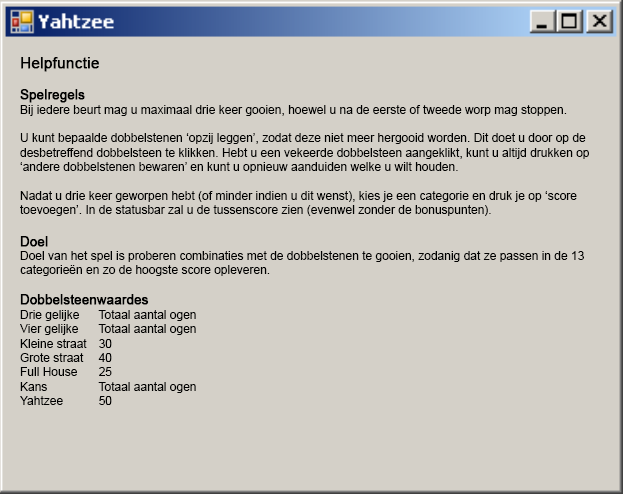 Yahtzee
Helpfunctie
Spelregels
Bij iedere beurt mag u maximaal drie keer gooien, hoewel u na de eerste of tweede worp mag stoppen.
U kunt bepaalde dobbelstenen ‘opzij leggen’, zodat deze niet meer hergooid worden. Dit doet u door op de
desbetreffend dobbelsteen te klikken. Hebt u een vekeerde dobbelsteen aangeklikt, kunt u altijd drukken op
‘andere dobbelstenen bewaren’ en kunt u opnieuw aanduiden welke u wilt houden.
Nadat u drie keer geworpen hebt (of minder indien u dit wenst), kies je een categorie en druk je op ‘score
toevoegen’. In de statusbar zal u de tussenscore zien (evenwel zonder de bonuspunten).
Doel
Doel van het spel is proberen combinaties met de dobbelstenen te gooien, zodanig dat ze passen in de 13
categorieën en zo de hoogste score opleveren.
Dobbelsteenwaardes
Drie gelijke Totaal aantal ogen
Vier gelijke Totaal aantal ogen
Kleine straat 30
Grote straat 40
Full House 25
Kans Totaal aantal ogen
Yahtzee 50